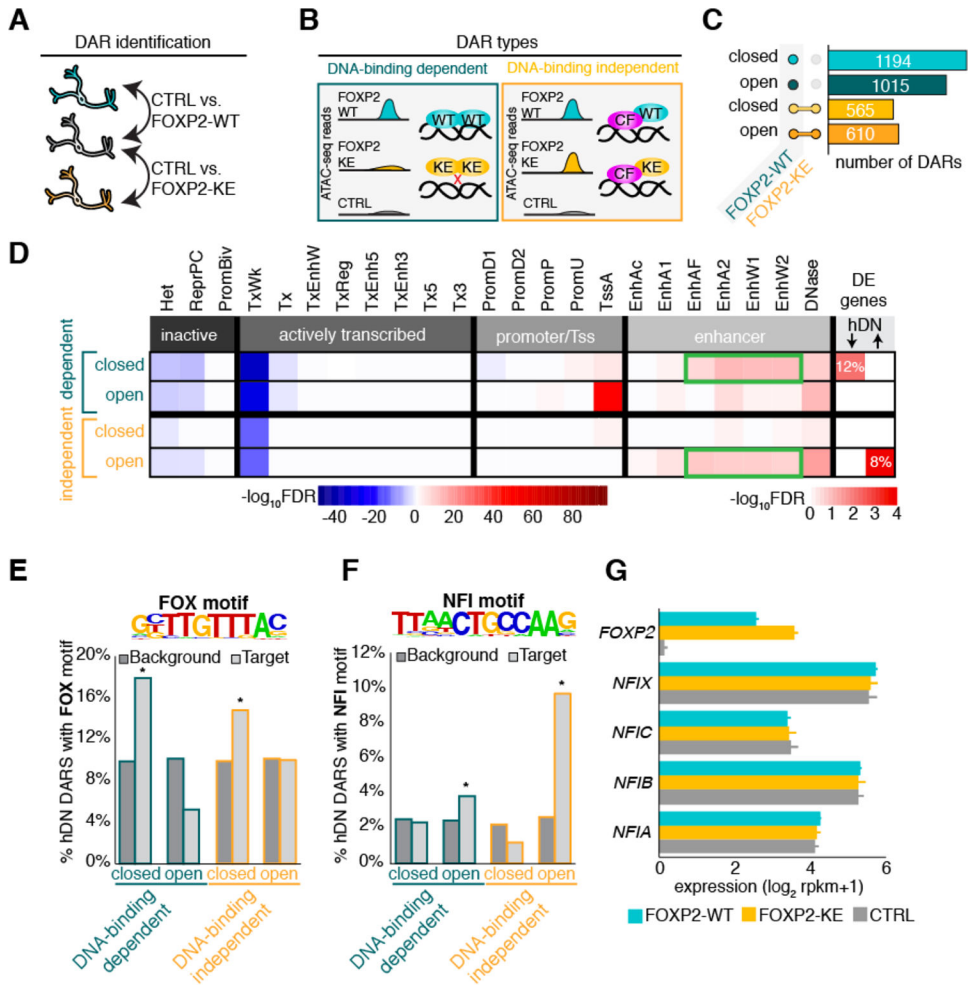 A
DAR identification
CTRL vs.
FOXP2-WT
CTRL vs.
FOXP2-KE
B
DAR types
DNA-binding dependent
DNA-binding independent
ATAC-seq reads
FOXP2
WT
WT WT
FOXP2
KE
KE KE
X
CTRL
ATAC-seq reads
FOXP2
WT
CF WT
FOXP2
KE
CF KE
CTRL
C
closed
1194
open
1015
closed
565
open
610
number of DARs
FOXP2-WT
FOXP2-KE
D
Het
ReprPC
PromBiv
TxWk
Tx
TxEnhW
TxReg
TxEnh5
TxEnh3
Tx5
Tx3
PromD1
PromD2
PromP
PromU
TssA
EnhAc
EnhA1
EnhAF
EnhA2
EnhW1
EnhW2
DNase
DE
genes
hDN
inactive
actively transcribed
promoter/Tss
enhancer
dependent
closed
12%
open
independent
closed
open
8%
-log10FDR
-40 -20 0 20 40 60 80
-log10FDR
0 1 2 3 4
E
FOX motif
GCTTGTTTAC
Background
Target
% hDN DARS with FOX motif
20%
16%
12%
8%
4%
0%
*
*
closed open
closed open
DNA-binding
dependent
DNA-binding
independent
F
NFI motif
TTAACTGCCAAG
Background
Target
% hDN DARS with NFI motif
12%
10%
8%
6%
4%
2%
0%
*
*
closed open
closed open
DNA-binding
dependent
DNA-binding
independent
G
FOXP2
NFIX
NFIC
NFIB
NFIA
0 2 4 6
expression (log2 rpkm+1)
FOXP2-WT
FOXP2-KE
CTRL